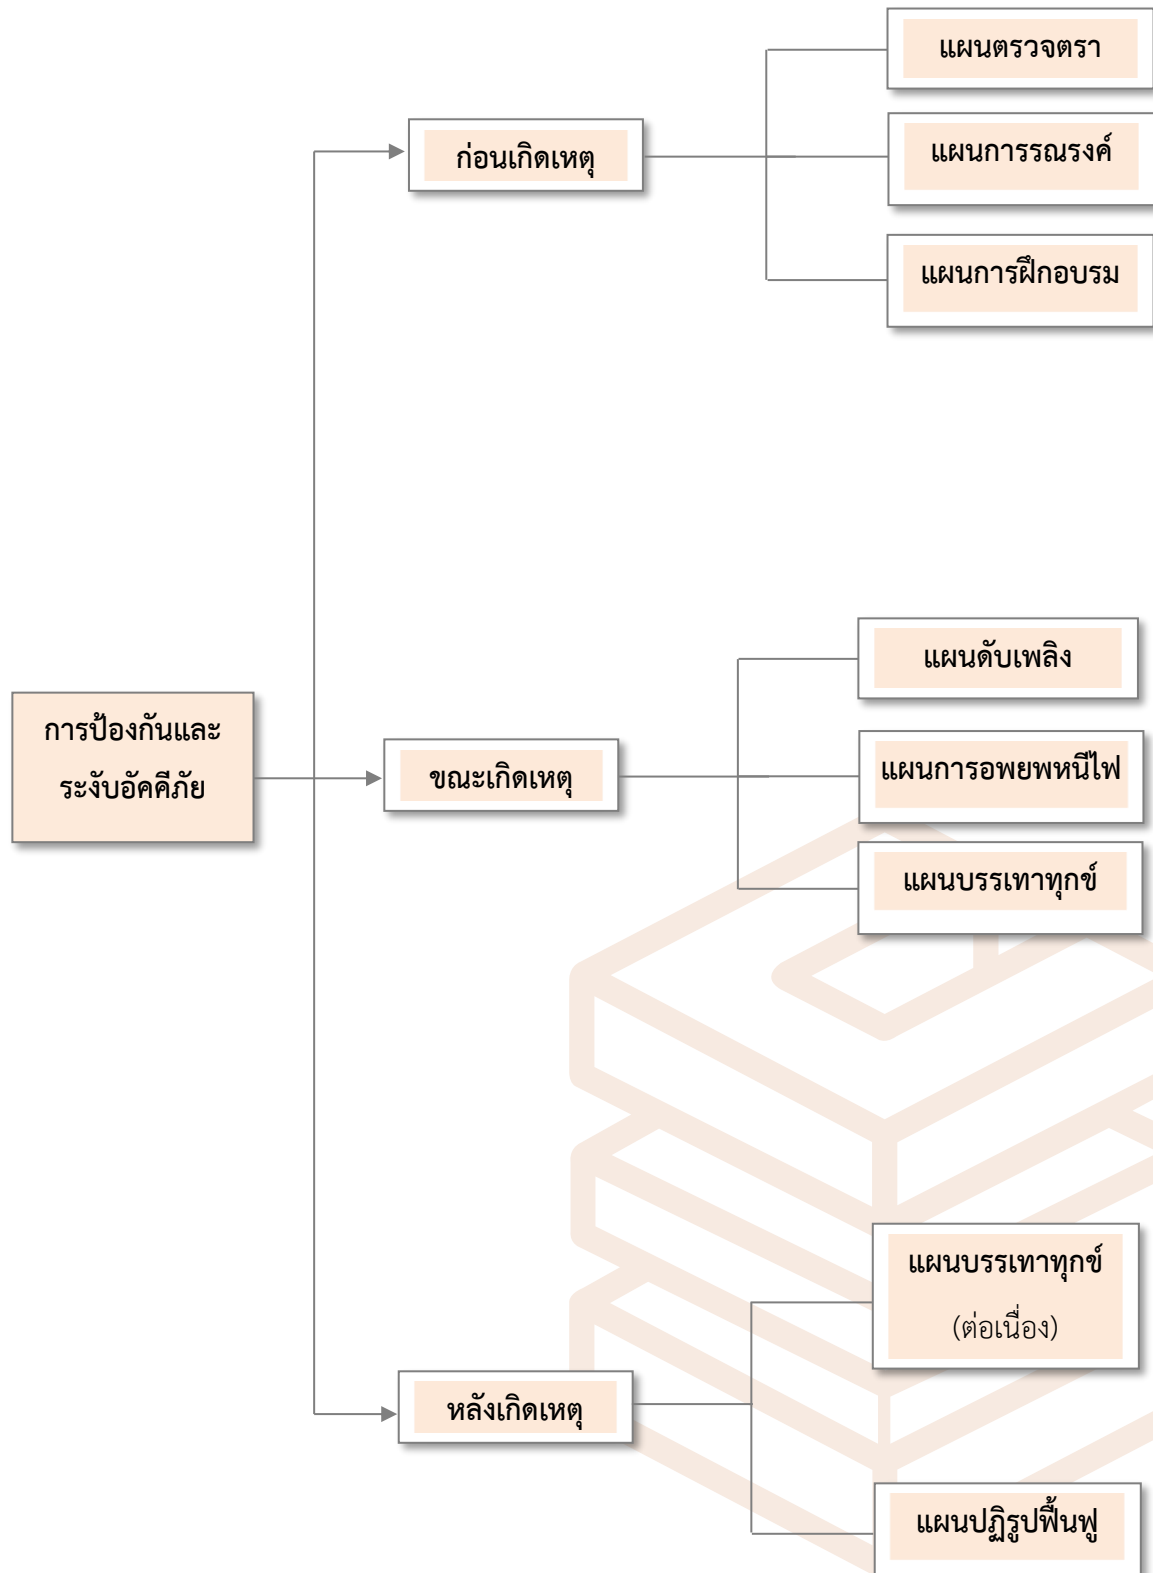 แผนตรวจตรา
ก่อนเกิดเหตุ
แผนการรณรงค์
แผนการฝึกอบรม
แผนดับเพลิง
การป้องกันและ
ระงับอัคคีภัย
ขณะเกิดเหตุ
แผนการอพยพหนีไฟ
แผนบรรเทาทุกข์
แผนบรรเทาทุกข์
(ต่อเนื่อง)
หลังเกิดเหตุ
แผนปฏิรูปฟื้นฟู